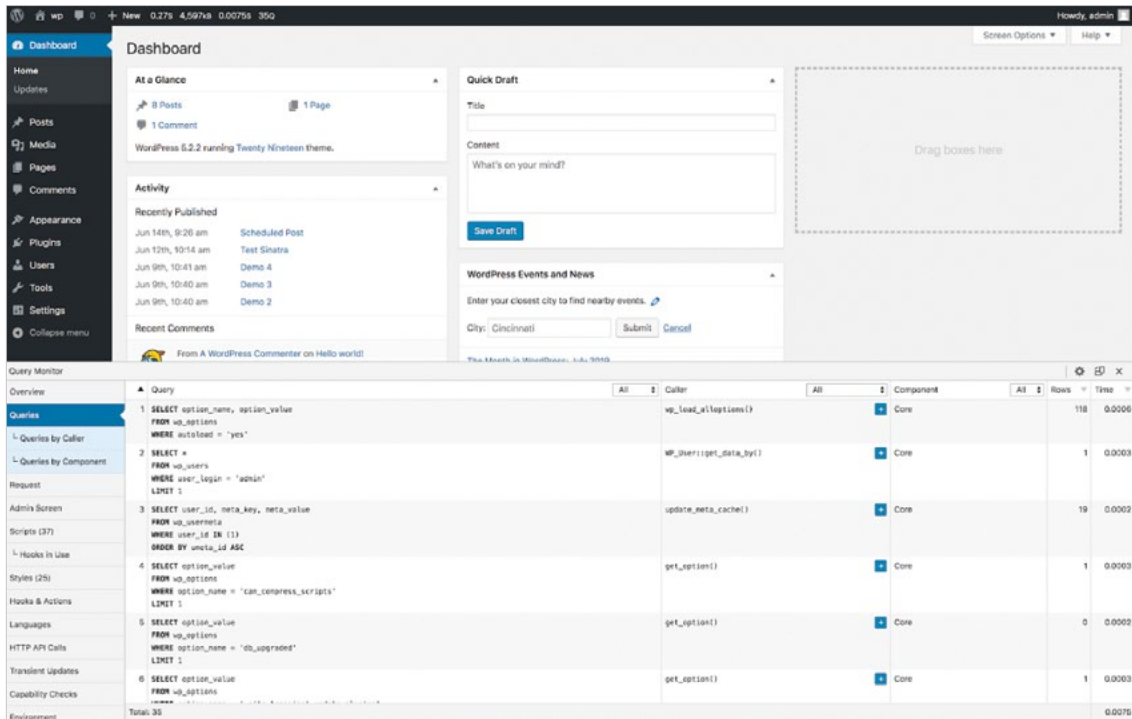 wp 0 + New 0.27S 4,597KB 0.0075S 35Q Howdy, admin
Screen Options ▼ Help ▼
Dashboard
Home
Updates
Posts
Media
Pages
Comments
Appearance
Plugins
Users
Tools
Settings
Collapse menu
Dashboard
At a Glance
8 Posts 1 Page
1 Comment
WordPress 5.2.2 running Twenty Nineteen theme.
Activity
Recently Published
Jun 14th, 9:26 am Scheduled Post
Jun 12th, 10:14 am Test Sinatra
Jun 9th, 10:41 am Demo 4
Jun 9th, 10:40 am Demo 3
Jun 9th, 10:40 am Demo 2
Recent Comments
From A WordPress Commenter on Hello world!
Quick Draft
Title
Content
What's on your mind?
Save Draft
WordPress Events and News
Enter your closest city to find nearby events.
City: Cincinnati Submit Cancel
The Month in WordPress: July 2019
Drag boxes here
Query Monitor
Overview
Queries
└ Queries by Caller
└ Queries by Component
Request
Admin Screen
Scripts (37)
└ Hooks in Use
Styles (25)
Hooks & Actions
Languages
HTTP API Calls
Transient Updates
Capability Checks
Environment
▲ Query All Caller All Component All Rows Time
1 SELECT option_name, option_value wp_load_alloptions() + Core 118 0.0006
FROM wp_options
WHERE autoload = 'yes'
2 SELECT * WP_User::get_data_by() + Core 1 0.0003
FROM wp_users
WHERE user_login = 'admin'
LIMIT 1
3 SELECT user_id, meta_key, meta_value update_meta_cache() + Core 19 0.0002
FROM wp_usermeta
WHERE user_id IN (1)
ORDER BY umeta_id ASC
4 SELECT option_value get_option() + Core 1 0.0003
FROM wp_options
WHERE option_name = 'can_compress_scripts'
LIMIT 1
5 SELECT option_value get_option() + Core 0 0.0002
FROM wp_options
WHERE option_name = 'db_upgraded'
LIMIT 1
6 SELECT option_value get_option() + Core 1 0.0003
FROM wp_options
Total: 35 0.0075